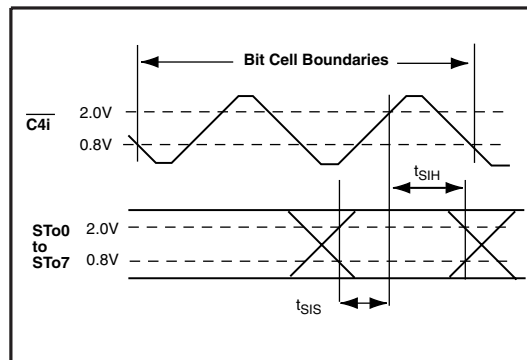 Bit Cell Boundaries
C4i
2.0V
0.8V
tSIH
STo0
to
STo7
2.0V
0.8V
tSIS